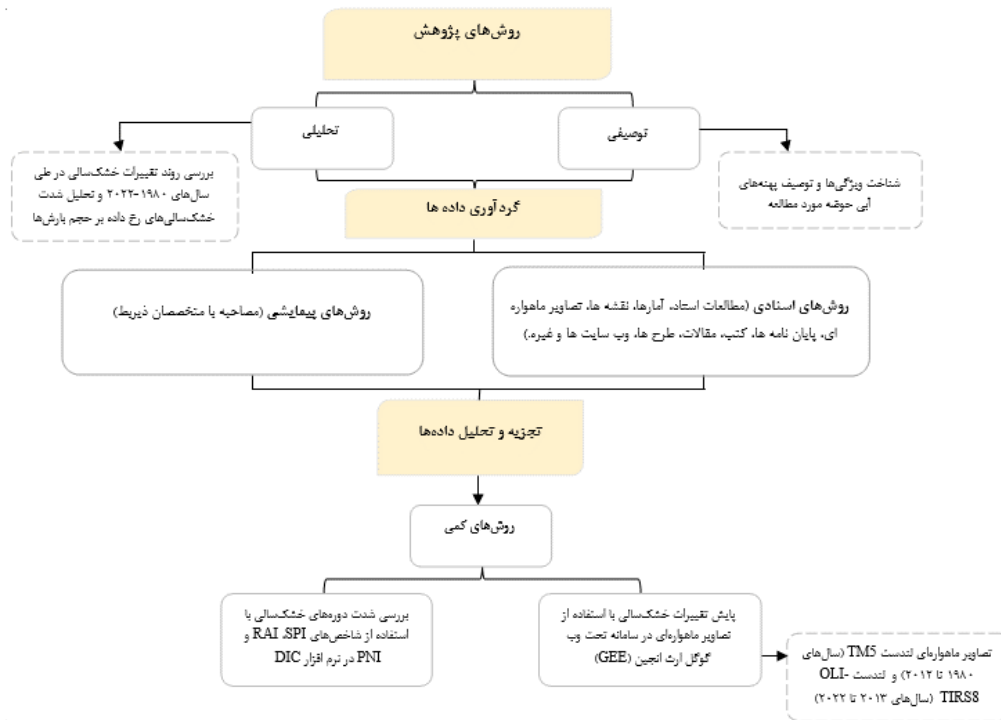 روش‌های پژوهش
توصیفی
تحلیلی
شناخت ویژگی‌ها و توصیف پهنه‌های
آبی حوضه مورد مطالعه
بررسی روند تغییرات خشک‌سالی در طی
سال‌های ۱۹۸۰-۲۰۲۲ و تحلیل شدت
خشک‌سالی‌های رخ داده بر حجم بارش‌ها
گردآوری داده ها
روش‌های اسنادی (مطالعات اسناد، آمارها، نقشه ها، تصاویر ماهواره
ای، پایان نامه ها، کتب، مقالات، طرح ها، وب سایت ها و غیره.)
روش‌های پیمایشی (مصاحبه با متخصصان ذیربط)
تجزیه و تحلیل داده‌ها
روش‌های کمی
پایش تغییرات خشک‌سالی با استفاده از
تصاویر ماهواره‌ای در سامانه تحت وب
گوگل ارث انجین (GEE)
بررسی شدت دوره‌های خشک‌سالی با
استفاده از شاخص‌های RAI ،SPI و
PNI در نرم افزار DIC
تصاویر ماهواره‌ای لندست TM5 (سال‌های
۱۹۸۰ تا ۲۰۱۲) و لندست OLI-
TIRS8 (سال‌های ۲۰۱۳ تا ۲۰۲۲)